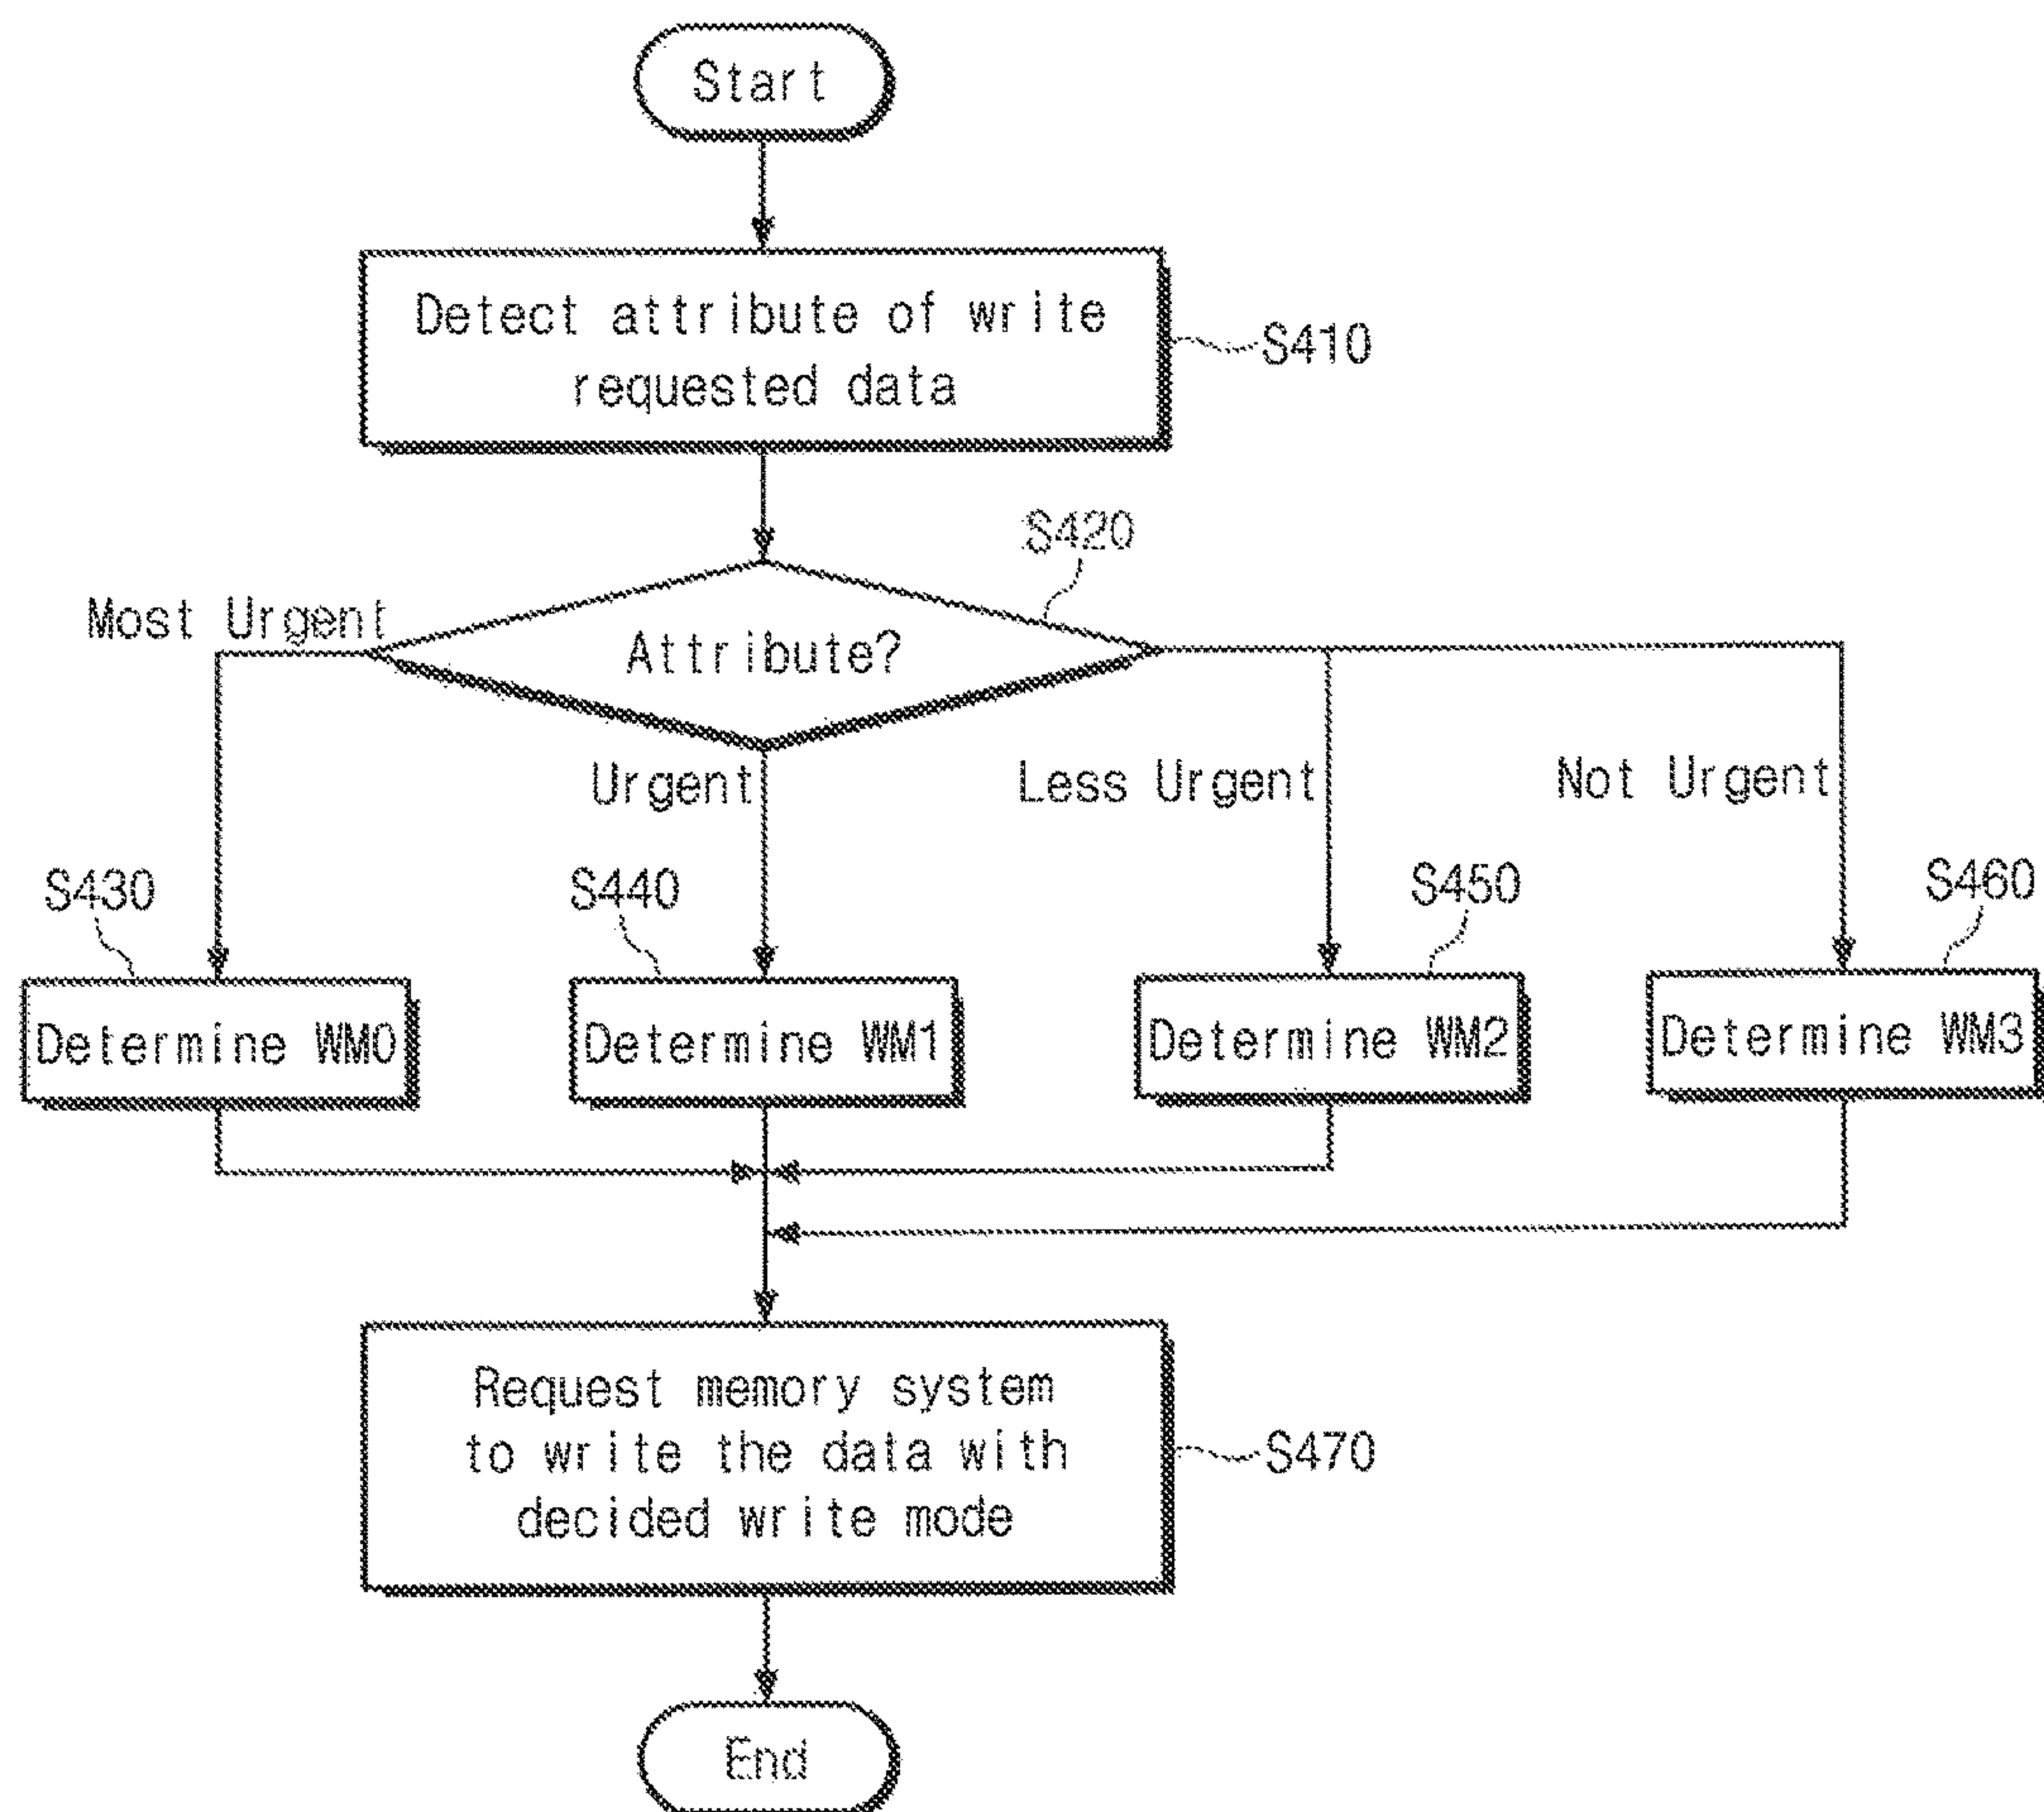 Start
Detect attribute of write
requested data
S410
S420
Attribute?
Most Urgent
Urgent
Less Urgent
Not Urgent
S430
S440
S450
S460
Determine WM0
Determine WM1
Determine WM2
Determine WM3
Request memory system
to write the data with
decided write mode
S470
End